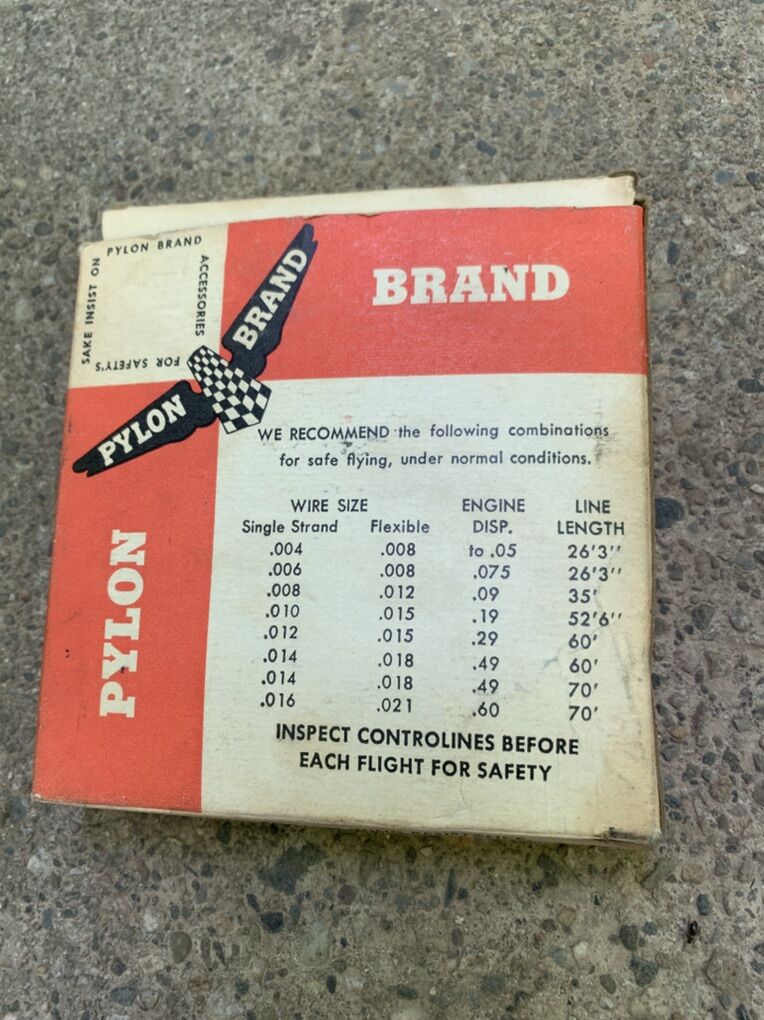 PYLON BRAND
ACCESSORIES
FOR SAFETY'S
SAKE INSIST ON
PYLON BRAND
BRAND
PYLON
WE RECOMMEND the following combinations
for safe flying, under normal conditions.
WIRE SIZE ENGINE LINE
Single Strand Flexible DISP. LENGTH
.004 .008 to .05 26'3''
.006 .008 .075 26'3''
.008 .012 .09 35'
.010 .015 .19 52'6''
.012 .015 .29 60'
.014 .018 .49 60'
.014 .018 .49 70'
.016 .021 .60 70'
INSPECT CONTROLINES BEFORE
EACH FLIGHT FOR SAFETY